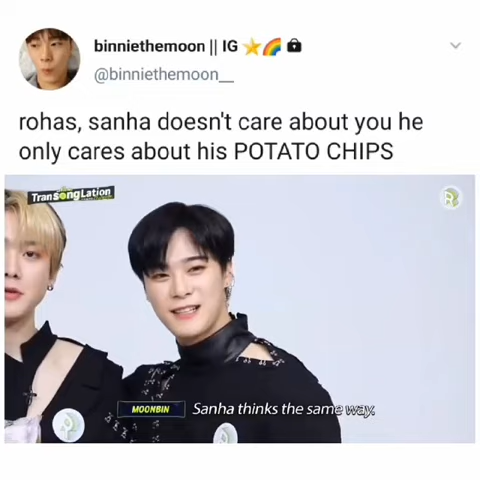 binniethemoon || IG ⭐🌈🔒
@binniethemoon__
rohas, sanha doesn't care about you he
only cares about his POTATO CHIPS
TransongLation
R
MOONBIN Sanha thinks the same way.